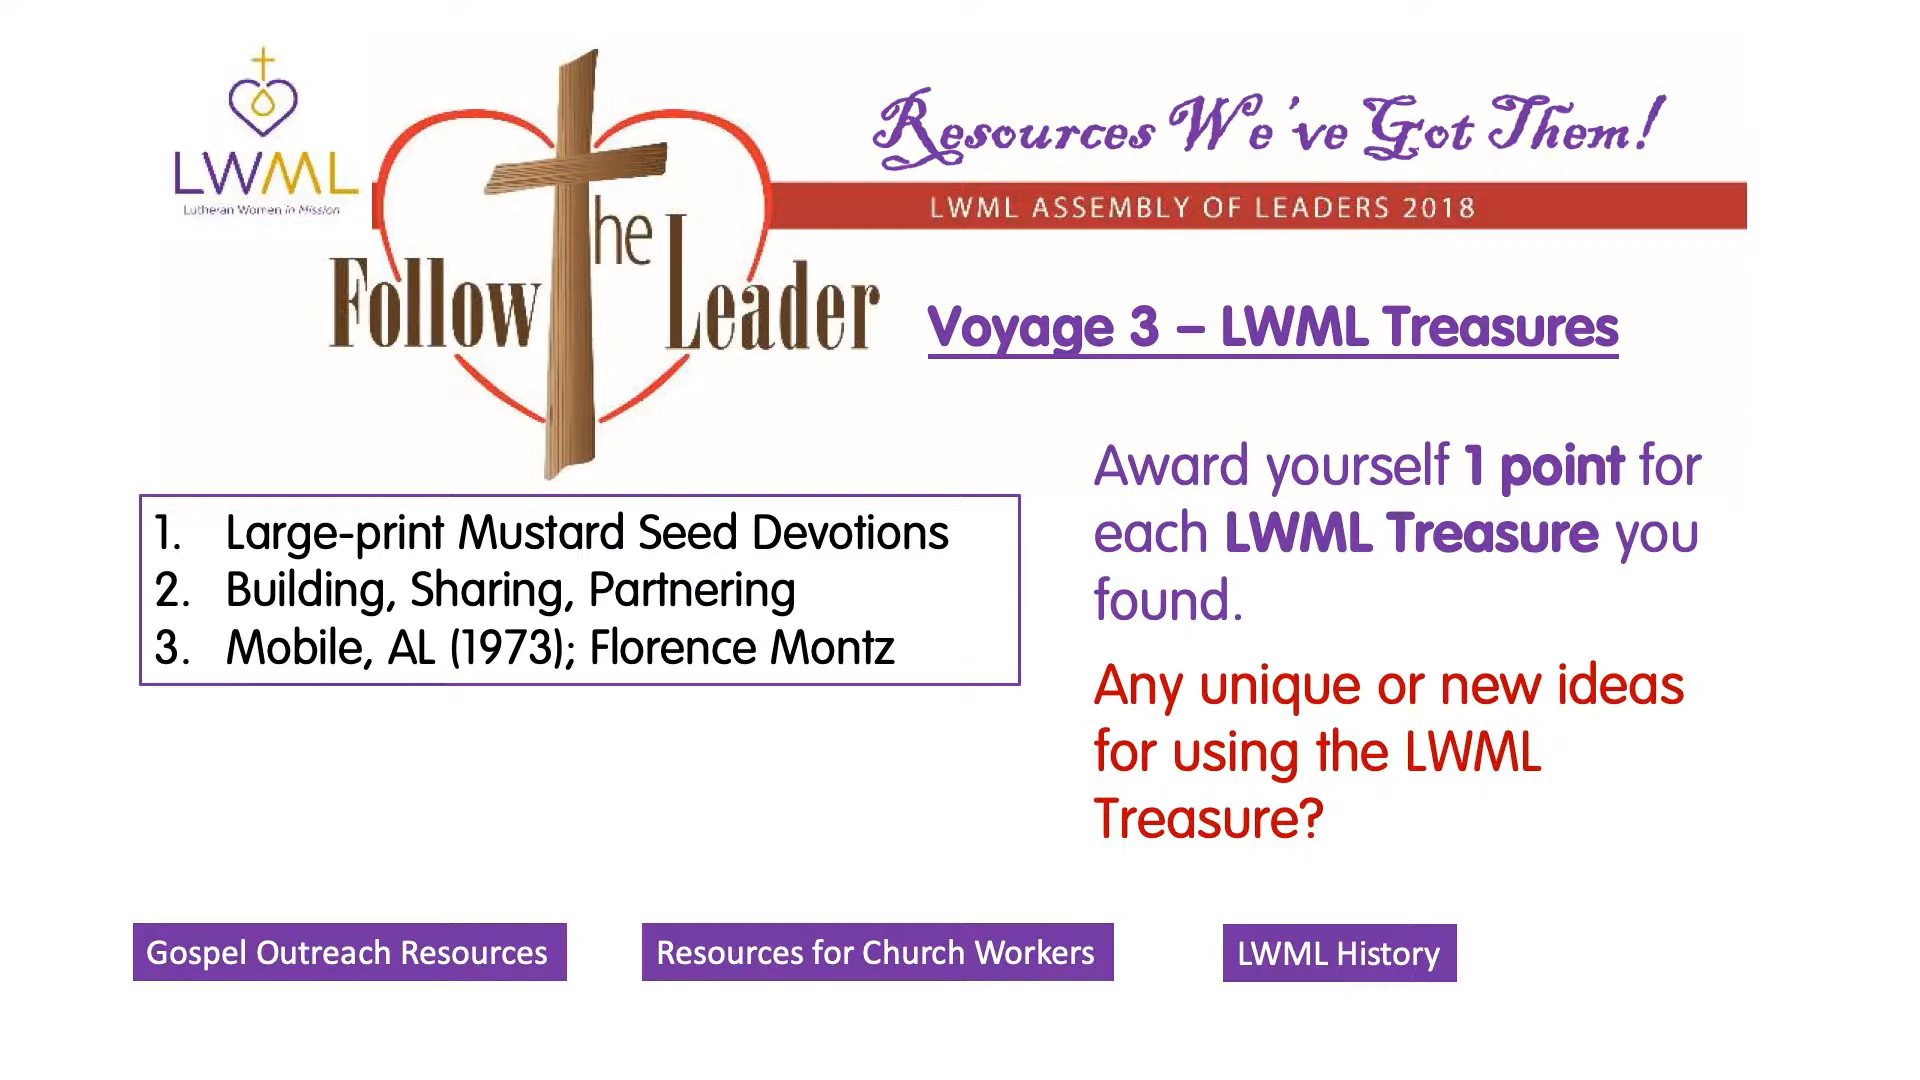 LWML
Lutheran Women in Mission
Follow the Leader
Resources We've Got Them!
LWML ASSEMBLY OF LEADERS 2018
Voyage 3 – LWML Treasures
1. Large-print Mustard Seed Devotions
2. Building, Sharing, Partnering
3. Mobile, AL (1973); Florence Montz
Award yourself 1 point for
each LWML Treasure you
found.
Any unique or new ideas
for using the LWML
Treasure?
Gospel Outreach Resources
Resources for Church Workers
LWML History